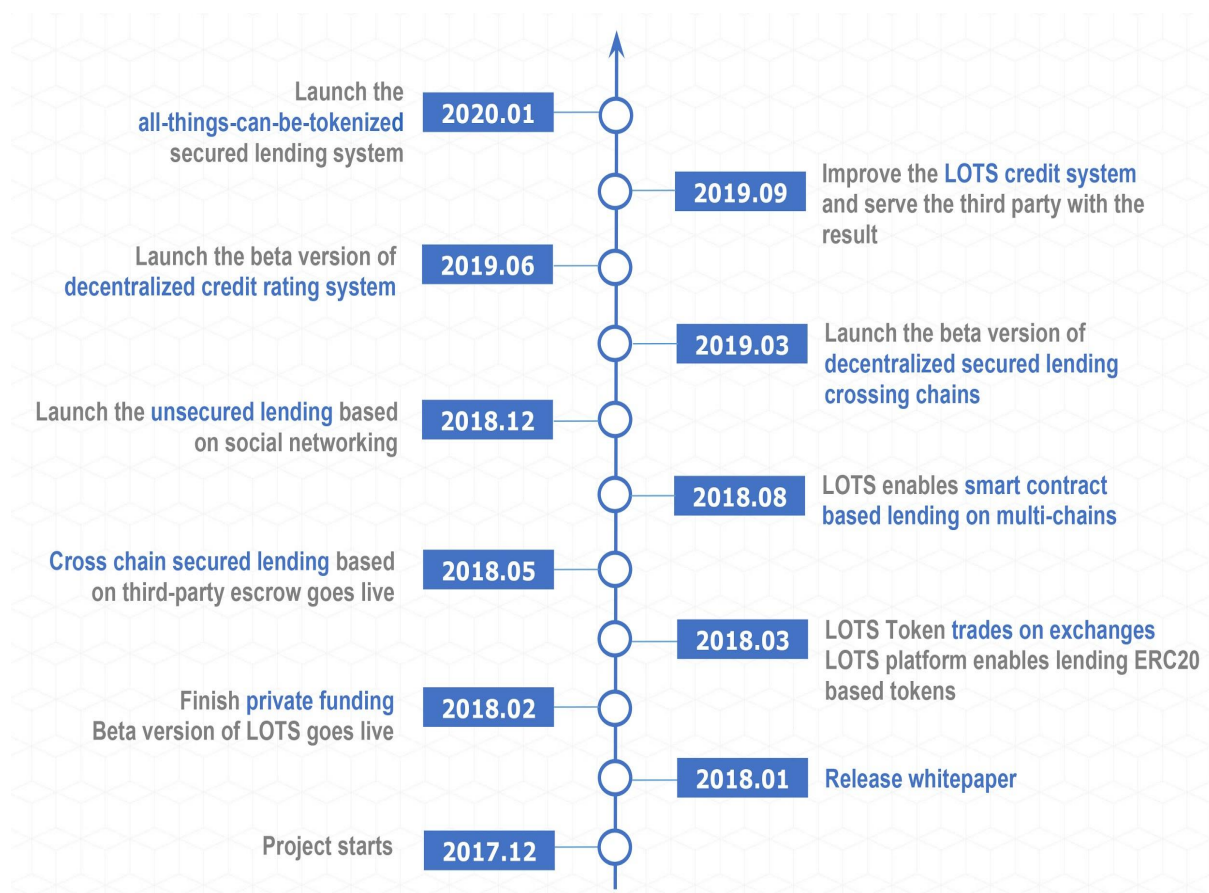 Launch the
all-things-can-be-tokenized
secured lending system
2020.01
2019.09
Improve the LOTS credit system
and serve the third party with the
result
Launch the beta version of
decentralized credit rating system
2019.06
2019.03
Launch the beta version of
decentralized secured lending
crossing chains
Launch the unsecured lending based
on social networking
2018.12
2018.08
LOTS enables smart contract
based lending on multi-chains
Cross chain secured lending based
on third-party escrow goes live
2018.05
2018.03
LOTS Token trades on exchanges
LOTS platform enables lending ERC20
based tokens
Finish private funding
Beta version of LOTS goes live
2018.02
2018.01
Release whitepaper
Project starts
2017.12